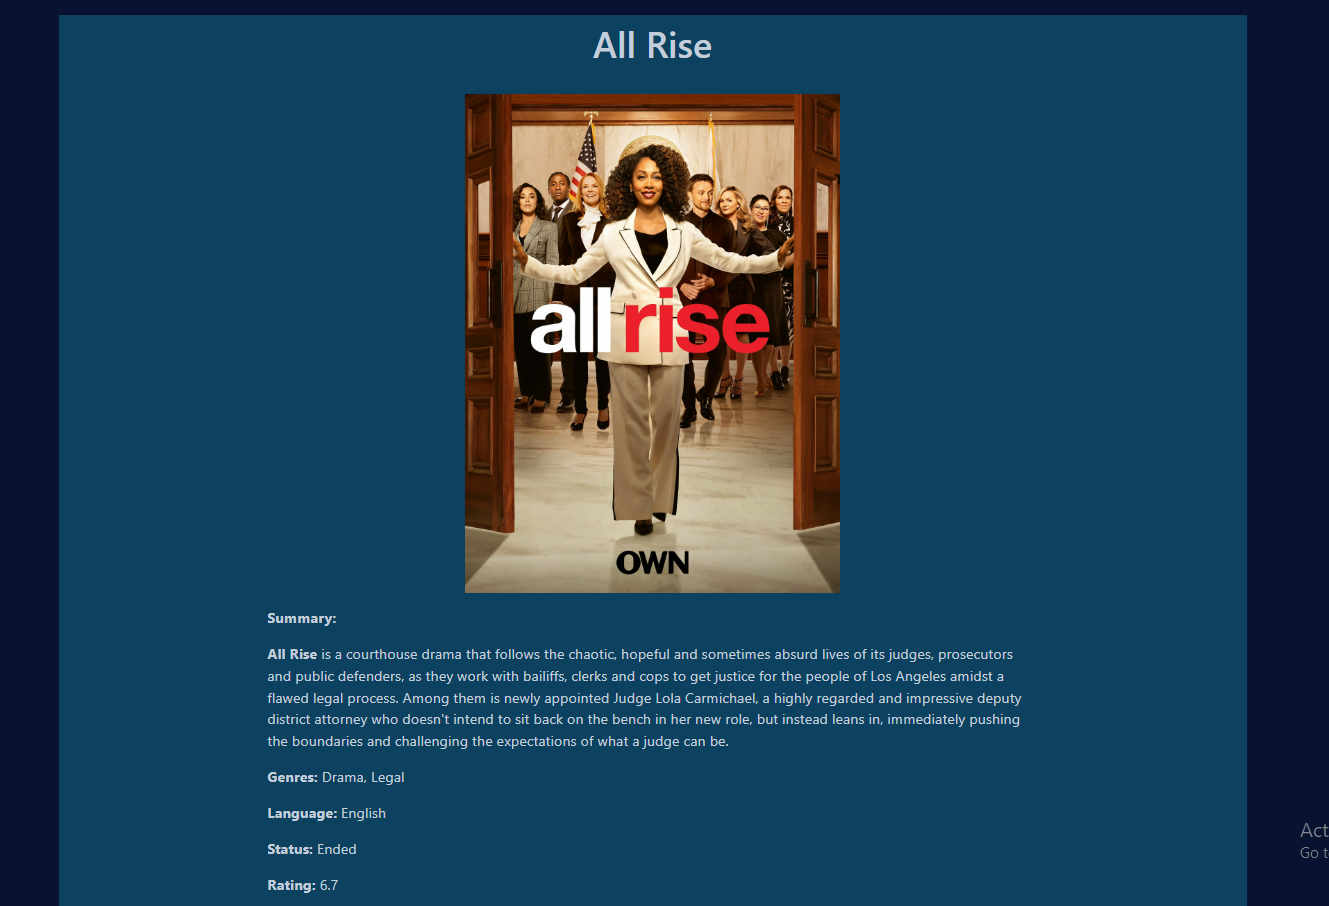 All Rise
all rise
OWN
Summary:
All Rise is a courthouse drama that follows the chaotic, hopeful and sometimes absurd lives of its judges, prosecutors
and public defenders, as they work with bailiffs, clerks and cops to get justice for the people of Los Angeles amidst a
flawed legal process. Among them is newly appointed Judge Lola Carmichael, a highly regarded and impressive deputy
district attorney who doesn't intend to sit back on the bench in her new role, but instead leans in, immediately pushing
the boundaries and challenging the expectations of what a judge can be.
Genres: Drama, Legal
Language: English
Status: Ended
Rating: 6.7
Act
Go t